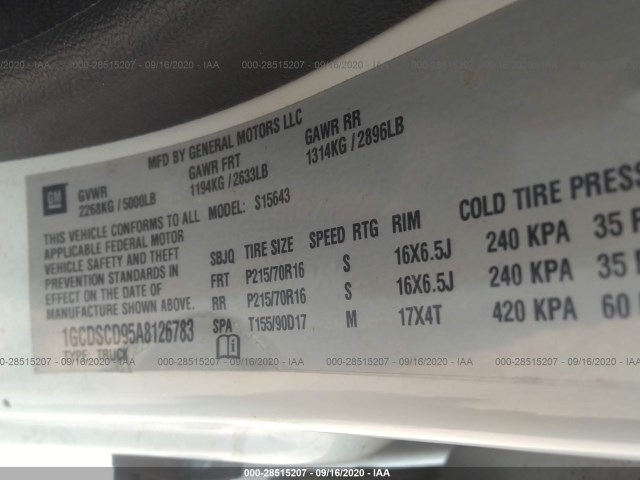 000-28515207 - 09/16/2020 - IAA
MFD BY GENERAL MOTORS LLC
GM
GVWR
2268KG / 5000LB
GAWR FRT
1194KG / 2633LB
GAWR RR
1314KG / 2896LB
THIS VEHICLE CONFORMS TO ALL
APPLICABLE FEDERAL MOTOR
VEHICLE SAFETY AND THEFT
PREVENTION STANDARDS IN
EFFECT ON THE DATE OF
MANUFACTURE SHOWN ABOVE.
1GCDSCD95A8126783
TYPE: TRUCK
MODEL: S15643
SBJQ TIRE SIZE SPEED RTG RIM COLD TIRE PRESS
FRT P215/70R16 S 16X6.5J 240 KPA 35 P
RR P215/70R16 S 16X6.5J 240 KPA 35 P
SPA T155/90D17 M 17X4T 420 KPA 60
000-28515207 - 09/16/2020 - IAA